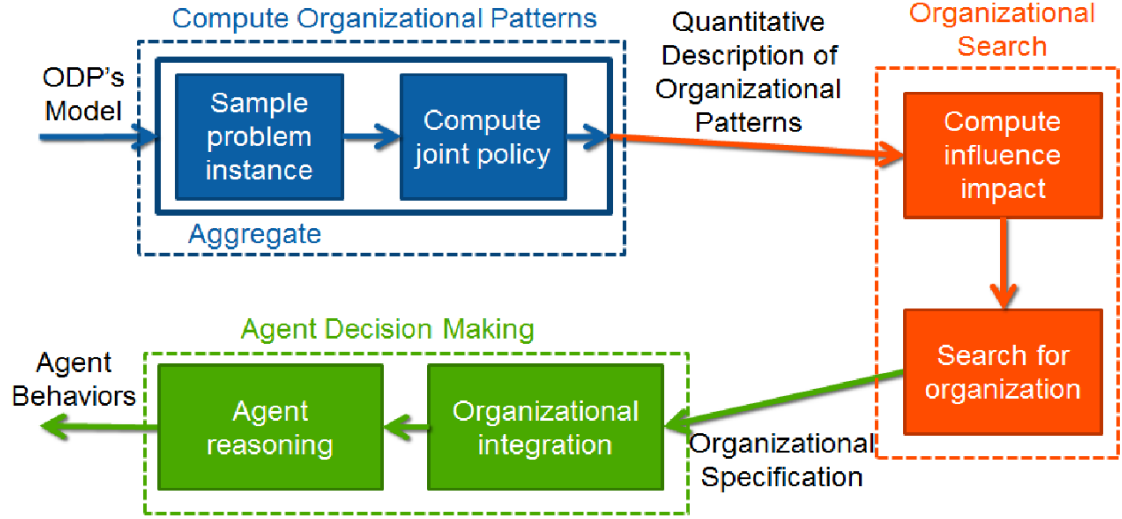 Compute Organizational Patterns
ODP's
Model
Sample
problem
instance
Compute
joint policy
Aggregate
Quantitative
Description of
Organizational
Patterns
Organizational
Search
Compute
influence
impact
Search for
organization
Organizational
Specification
Agent Decision Making
Organizational
integration
Agent
reasoning
Agent
Behaviors